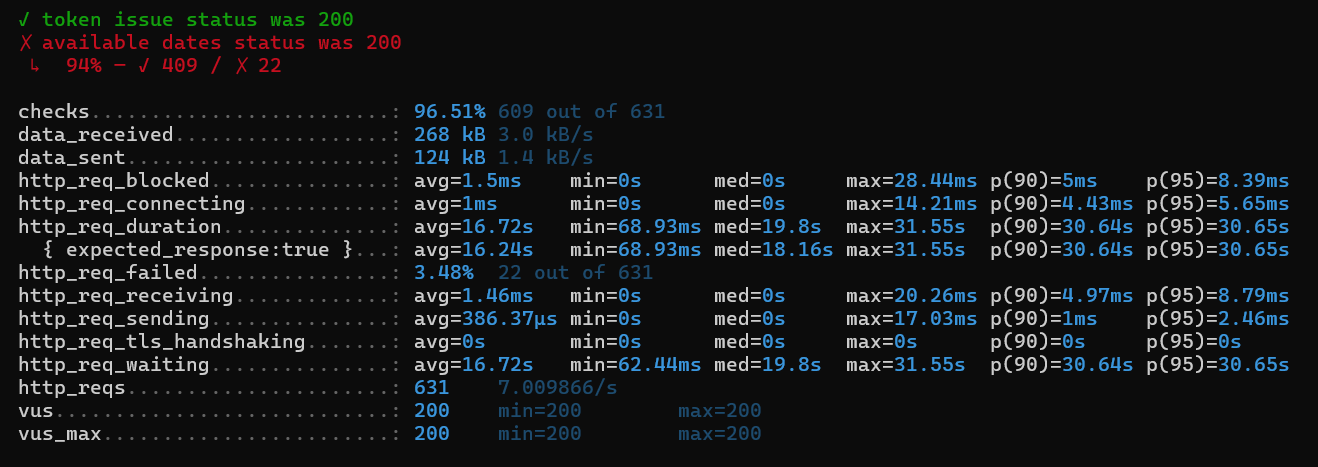 ✓ token issue status was 200
✗ available dates status was 200
↳  94% — ✓ 409 / ✗ 22
checks.........................: 96.51% 609 out of 631
data_received..................: 268 kB 3.0 kB/s
data_sent......................: 124 kB 1.4 kB/s
http_req_blocked...............: avg=1.5ms    min=0s      med=0s     max=28.44ms p(90)=5ms    p(95)=8.39ms
http_req_connecting............: avg=1ms      min=0s      med=0s     max=14.21ms p(90)=4.43ms p(95)=5.65ms
http_req_duration..............: avg=16.72s   min=68.93ms med=19.8s  max=31.55s  p(90)=30.64s p(95)=30.65s
{ expected_response:true }...: avg=16.24s   min=68.93ms med=18.16s max=31.55s  p(90)=30.64s p(95)=30.65s
http_req_failed................: 3.48%  22 out of 631
http_req_receiving.............: avg=1.46ms   min=0s      med=0s     max=20.26ms p(90)=4.97ms p(95)=8.79ms
http_req_sending...............: avg=386.37µs min=0s      med=0s     max=17.03ms p(90)=1ms    p(95)=2.46ms
http_req_tls_handshaking.......: avg=0s       min=0s      med=0s     max=0s      p(90)=0s     p(95)=0s
http_req_waiting...............: avg=16.72s   min=62.44ms med=19.8s  max=31.55s  p(90)=30.64s p(95)=30.65s
http_reqs......................: 631    7.009866/s
vus............................: 200    min=200        max=200
vus_max........................: 200    min=200        max=200